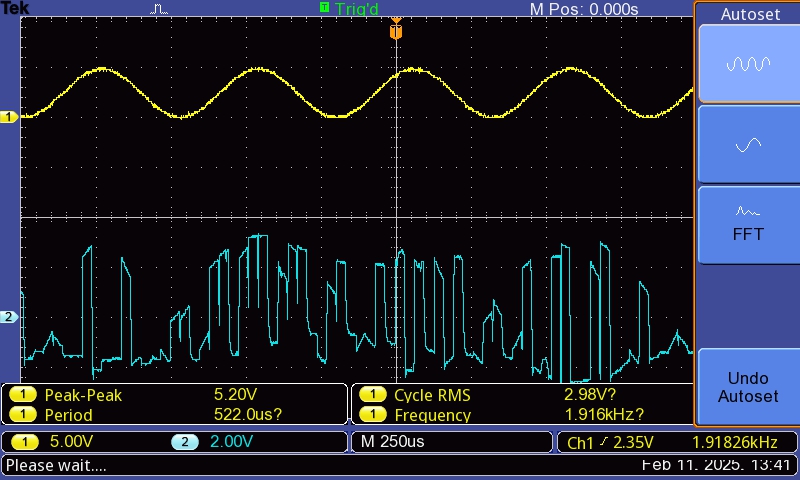 Tek T Trig'd M Pos: 0.000s Autoset
T
1
FFT
2
1 Peak-Peak 5.20V 1 Cycle RMS 2.98V?
1 Period 522.0us? 1 Frequency 1.916kHz?
Undo
Autoset
1 5.00V 2 2.00V M 250us Ch1 2.35V 1.91826kHz
Please wait.... Feb 11, 2025, 13:41